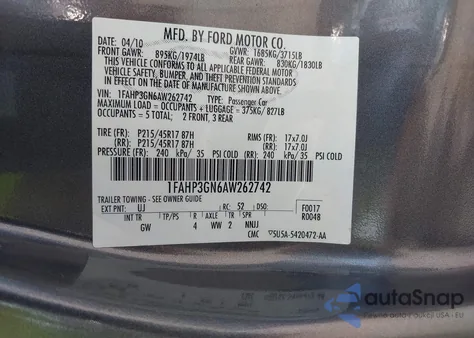 MFD. BY FORD MOTOR CO.
DATE: 04/10 GVWR: 1685KG/3715LB
FRONT GAWR: 895KG/1974LB REAR GAWR: 830KG/1830LB
THIS VEHICLE CONFORMS TO ALL APPLICABLE FEDERAL MOTOR
VEHICLE SAFETY, BUMPER, AND THEFT PREVENTION STANDARDS
IN EFFECT ON THE DATE OF MANUFACTURE SHOWN ABOVE.
VIN: 1FAHP3GN6AW262742 TYPE: Passenger Car
MAX. LOAD = OCCUPANTS + LUGGAGE = 375KG/ 827LB
OCCUPANTS = 5 TOTAL; 2 FRONT, 3 REAR
TIRE (FR): P215/45R17 87H RIMS (FR): 17x7.0J
(RR): P215/45R17 87H (RR): 17x7.0J
PRESSURE (FR): 240 kPa/ 35 PSI COLD (RR): 240 kPa/ 35 PSI COLD
1FAHP3GN6AW262742
TRAILER TOWING - SEE OWNER GUIDE
EXT PNT: UJ RC: 52 DSO: F0017
R0048
INT TR TP/PS R AXLE TR SPR
GW 4 WW 2 NNJJ
CMC 5U5A-5420472-AA
autoSnap